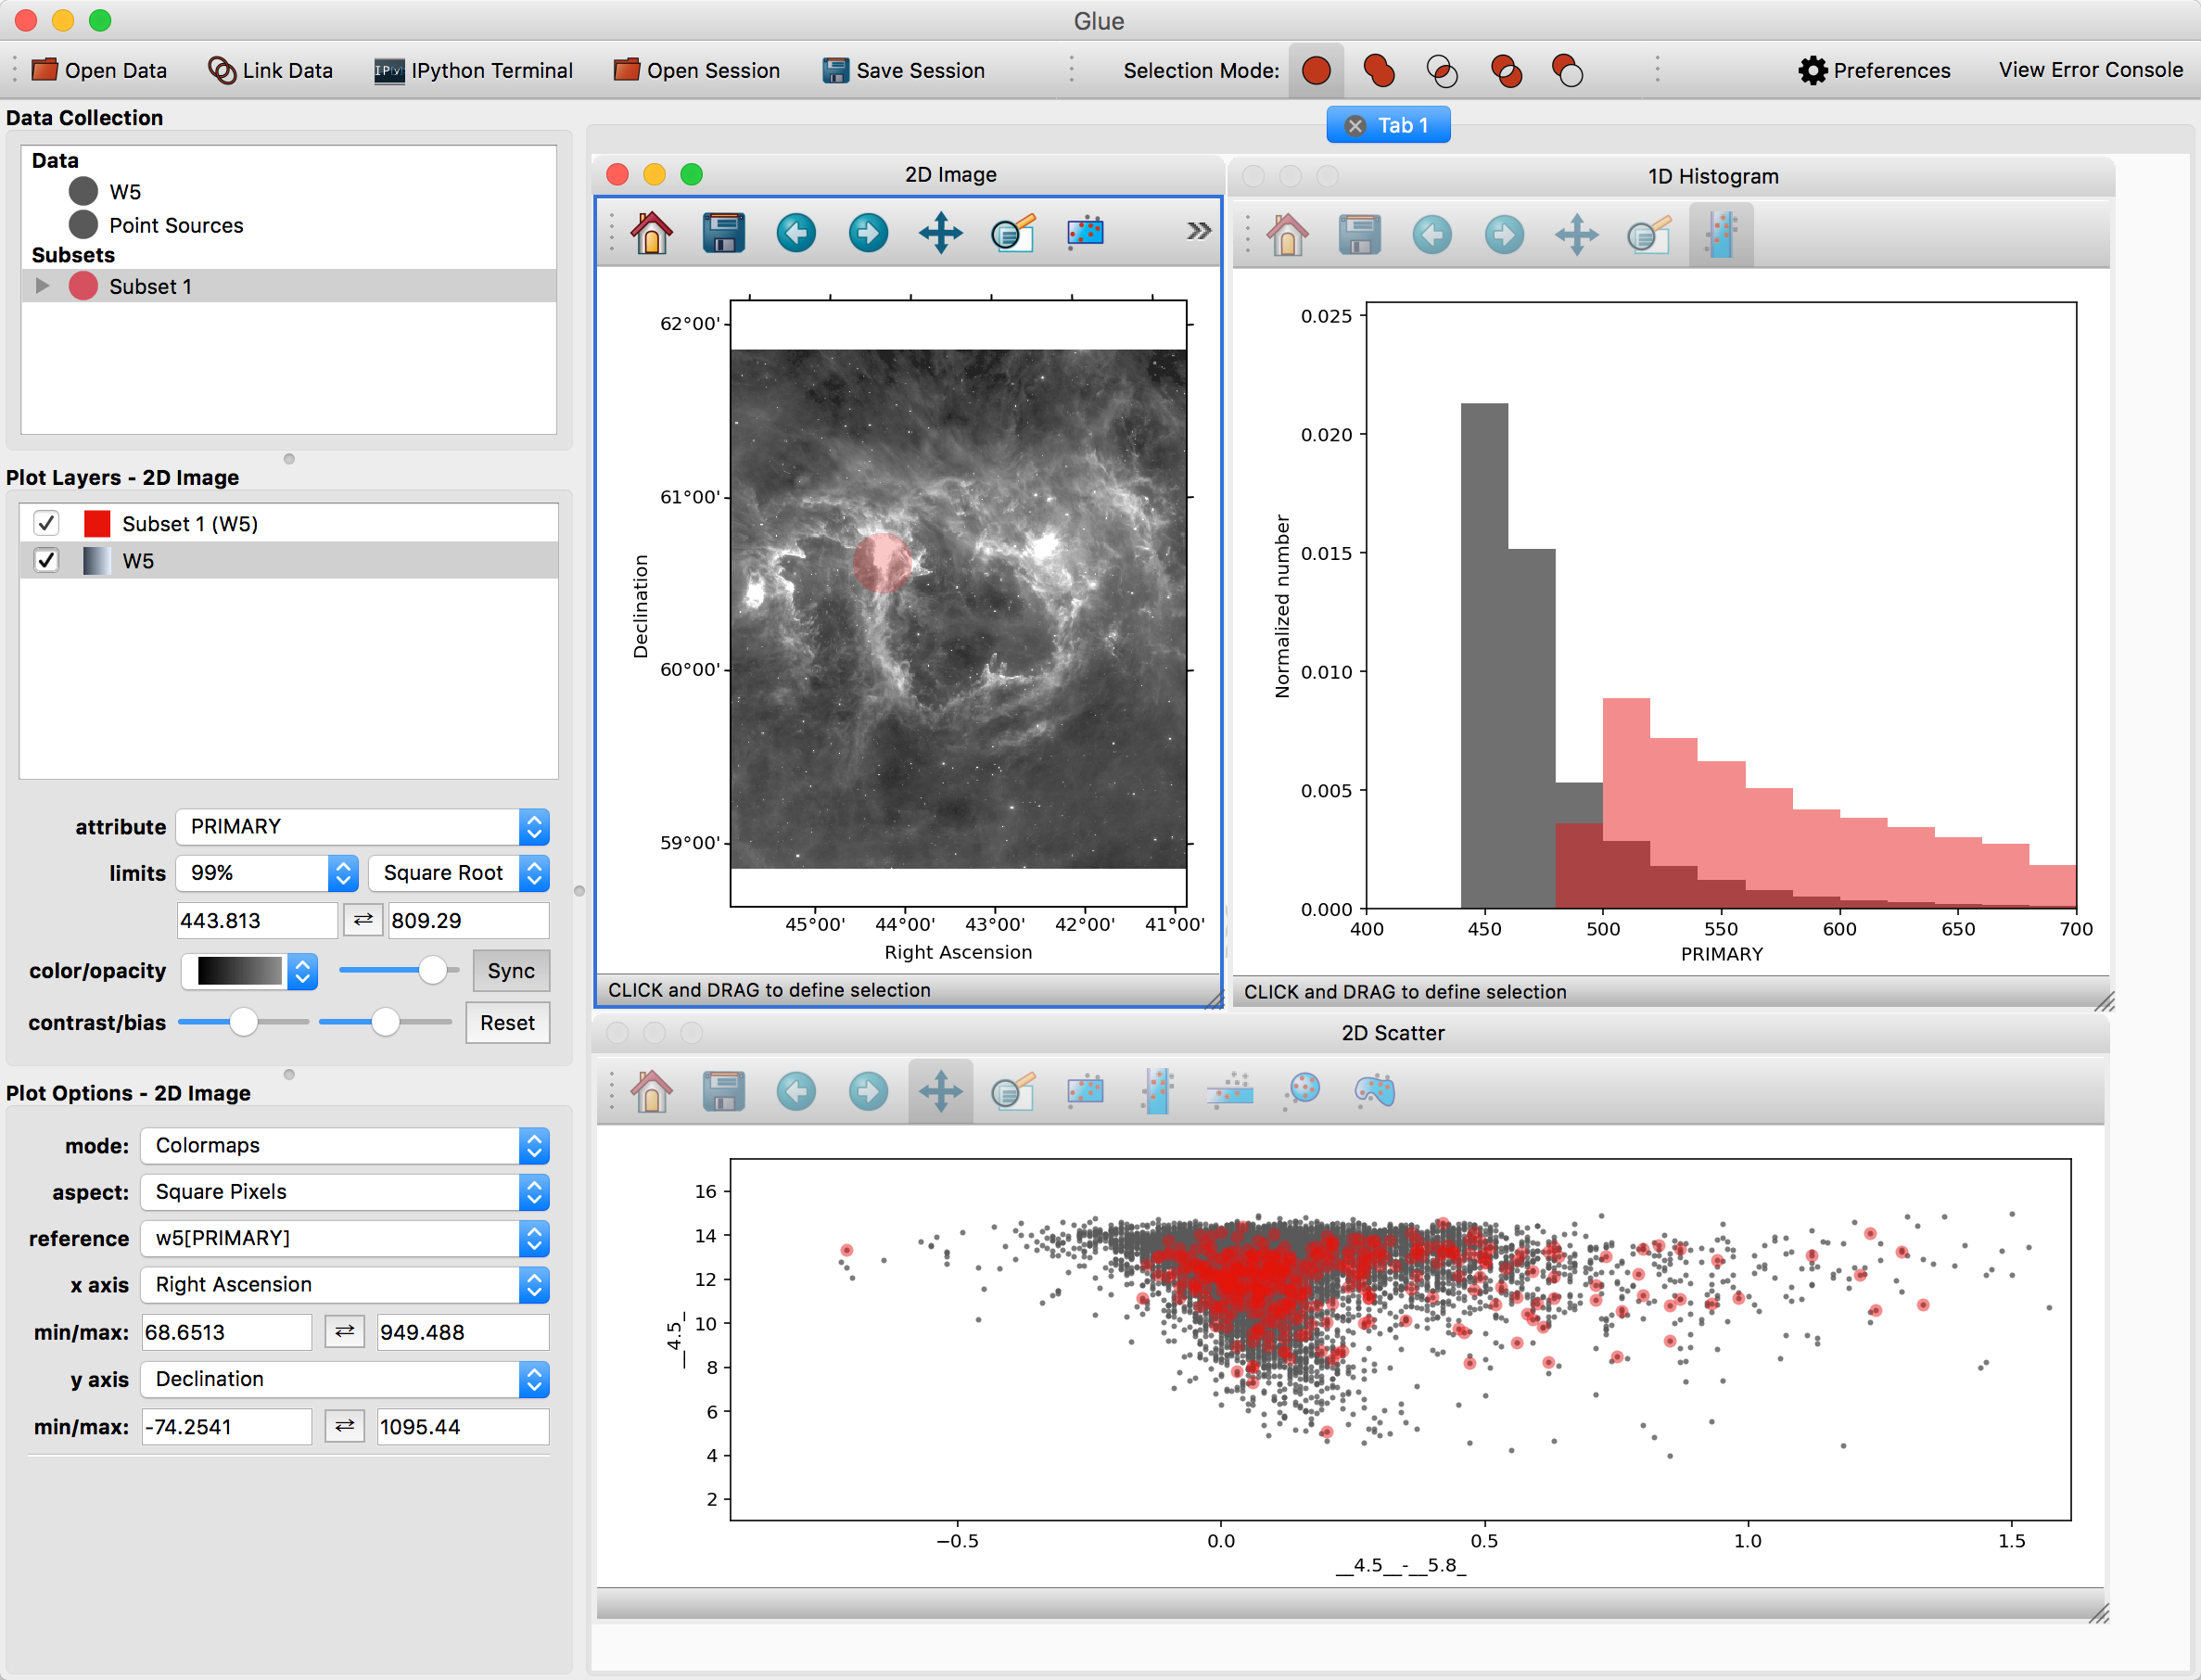 Glue
Open Data
Link Data
IP[y]: IPython Terminal
Open Session
Save Session
Selection Mode:
Preferences
View Error Console
Data Collection
Data
W5
Point Sources
Subsets
Subset 1
Plot Layers - 2D Image
Subset 1 (W5)
W5
attribute PRIMARY
limits 99% Square Root
443.813 809.29
color/opacity Sync
contrast/bias Reset
Plot Options - 2D Image
mode: Colormaps
aspect: Square Pixels
reference w5[PRIMARY]
x axis Right Ascension
min/max: 68.6513 949.488
y axis Declination
min/max: -74.2541 1095.44
Tab 1
2D Image
62°00'
61°00'
60°00'
59°00'
Declination
45°00' 44°00' 43°00' 42°00' 41°00'
Right Ascension
CLICK and DRAG to define selection
1D Histogram
0.025
0.020
0.015
0.010
0.005
0.000
Normalized number
400 450 500 550 600 650 700
PRIMARY
CLICK and DRAG to define selection
2D Scatter
16
14
12
10
8
6
4
2
__4.5_
−0.5 0.0 0.5 1.0 1.5
__4.5__-__5.8_